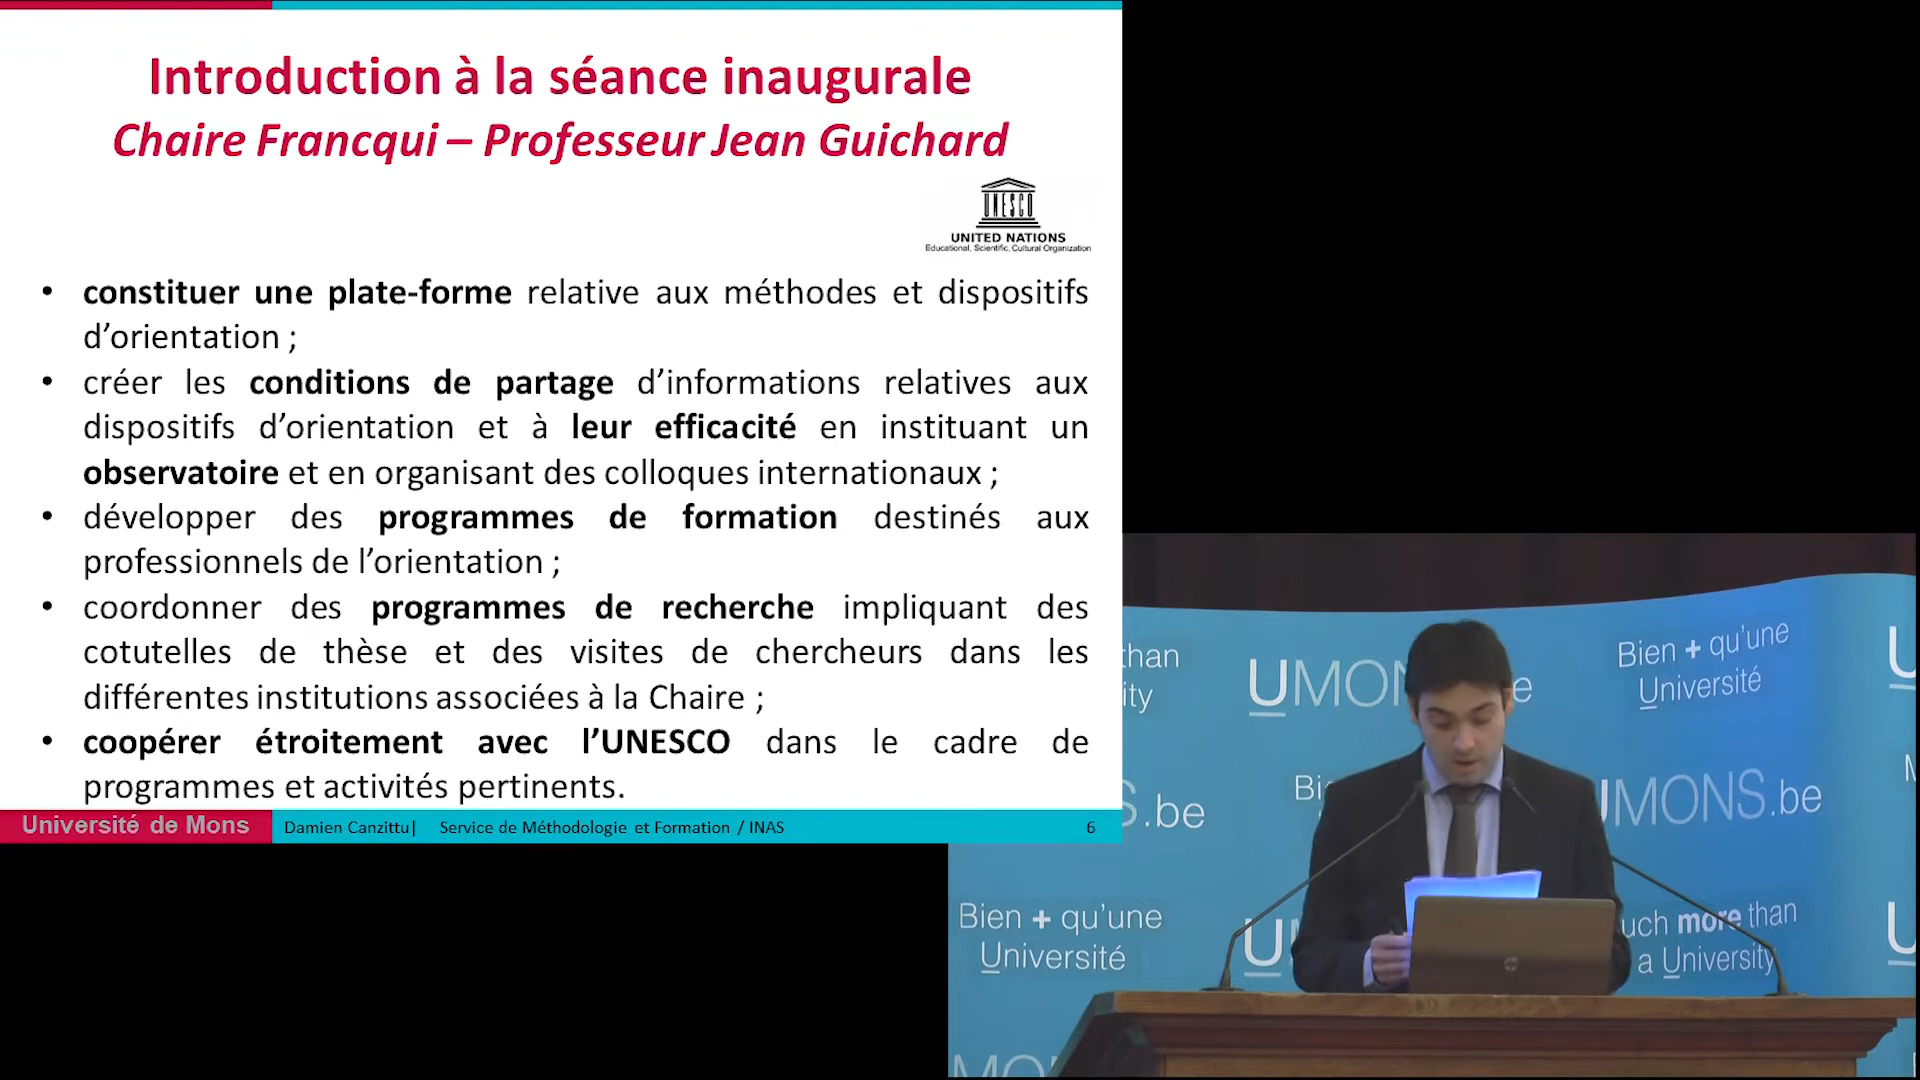 Introduction à la séance inaugurale
Chaire Francqui – Professeur Jean Guichard
UNESCO
UNITED NATIONS
Educational, Scientific, Cultural Organization
• constituer une plate-forme relative aux méthodes et dispositifs
d’orientation ;
• créer les conditions de partage d’informations relatives aux
dispositifs d’orientation et à leur efficacité en instituant un
observatoire et en organisant des colloques internationaux ;
• développer des programmes de formation destinés aux
professionnels de l’orientation ;
• coordonner des programmes de recherche impliquant des
cotutelles de thèse et des visites de chercheurs dans les
différentes institutions associées à la Chaire ;
• coopérer étroitement avec l’UNESCO dans le cadre de
programmes et activités pertinents.
Université de Mons
Damien Canzittu| Service de Méthodologie et Formation / INAS
6
than
ity
UMON
e
Bien + qu’une
Université
U
S.be
Bi
UMONS.be
M
Bien + qu’une
Université
U
uch more than
a University
U
MO